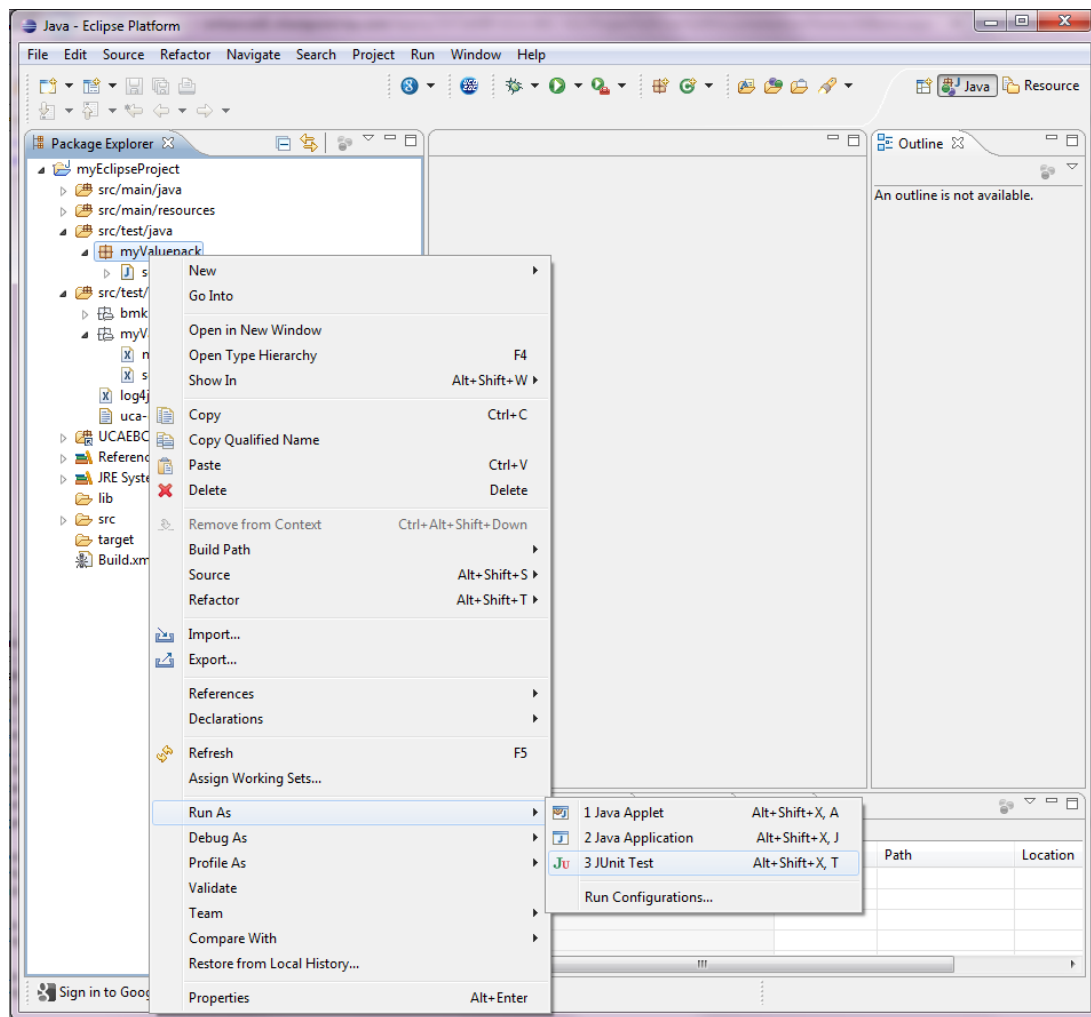 Java - Eclipse Platform
File Edit Source Refactor Navigate Search Project Run Window Help
Java Resource
Package Explorer
Outline
myEclipseProject
src/main/java
src/main/resources
src/test/java
myValuepack
s
src/test/
bmk
myV
s
log4j
uca-
UCAEBC
Referenc
JRE Syste
lib
src
target
Build.xm
An outline is not available.
New
Go Into
Open in New Window
Open Type Hierarchy F4
Show In Alt+Shift+W
Copy Ctrl+C
Copy Qualified Name
Paste Ctrl+V
Delete Delete
Remove from Context Ctrl+Alt+Shift+Down
Build Path
Source Alt+Shift+S
Refactor Alt+Shift+T
Import...
Export...
References
Declarations
Refresh F5
Assign Working Sets...
Run As
Debug As
Profile As
Validate
Team
Compare With
Restore from Local History...
Properties Alt+Enter
1 Java Applet Alt+Shift+X, A
2 Java Application Alt+Shift+X, J
3 JUnit Test Alt+Shift+X, T
Run Configurations...
Path Location
Sign in to Goog